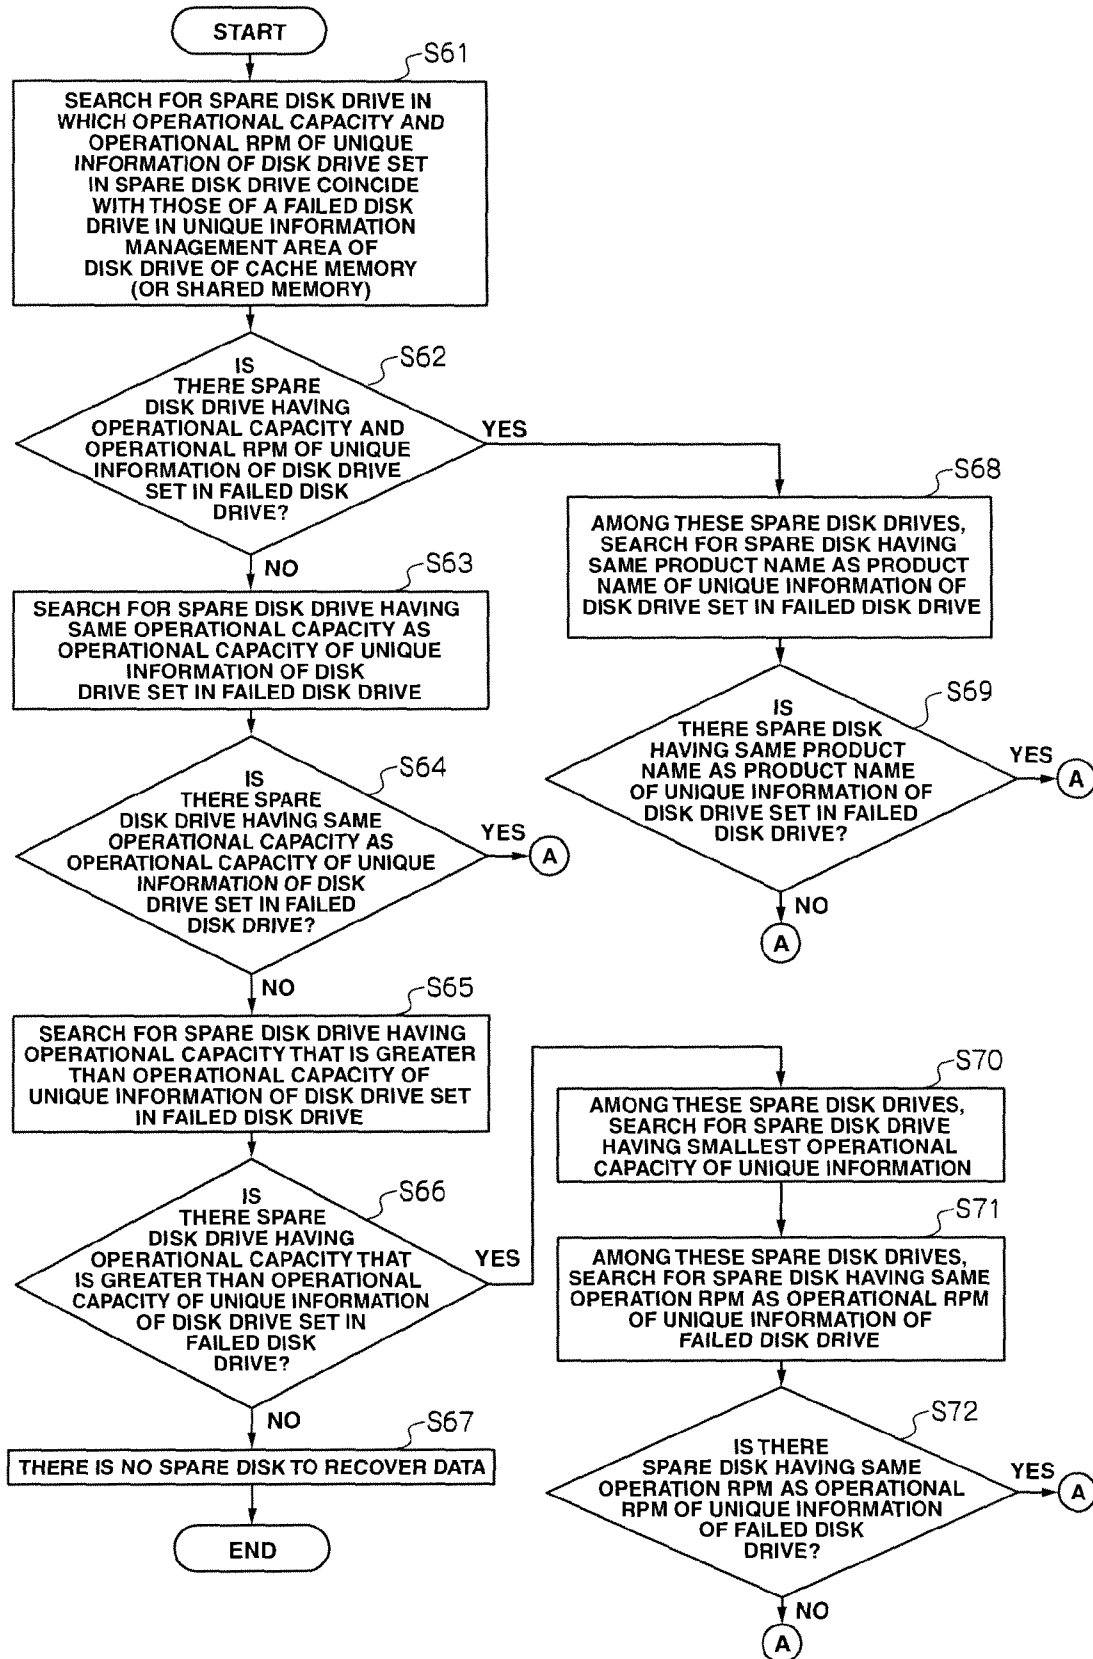 START
S61
SEARCH FOR SPARE DISK DRIVE IN
WHICH OPERATIONAL CAPACITY AND
OPERATIONAL RPM OF UNIQUE
INFORMATION OF DISK DRIVE SET
IN SPARE DISK DRIVE COINCIDE
WITH THOSE OF A FAILED DISK
DRIVE IN UNIQUE INFORMATION
MANAGEMENT AREA OF
DISK DRIVE OF CACHE MEMORY
(OR SHARED MEMORY)
S62
IS
THERE SPARE
DISK DRIVE HAVING
OPERATIONAL CAPACITY AND
OPERATIONAL RPM OF UNIQUE
INFORMATION OF DISK DRIVE
SET IN FAILED DISK
DRIVE?
YES
NO
S63
SEARCH FOR SPARE DISK DRIVE HAVING
SAME OPERATIONAL CAPACITY AS
OPERATIONAL CAPACITY OF UNIQUE
INFORMATION OF DISK
DRIVE SET IN FAILED DISK DRIVE
S64
IS
THERE SPARE
DISK DRIVE HAVING SAME
OPERATIONAL CAPACITY AS
OPERATIONAL CAPACITY OF UNIQUE
INFORMATION OF DISK
DRIVE SET IN FAILED
DISK DRIVE?
YES
A
NO
S65
SEARCH FOR SPARE DISK DRIVE HAVING
OPERATIONAL CAPACITY THAT IS GREATER
THAN OPERATIONAL CAPACITY OF
UNIQUE INFORMATION OF DISK DRIVE SET
IN FAILED DISK DRIVE
S66
IS
THERE SPARE
DISK DRIVE HAVING
OPERATIONAL CAPACITY THAT
IS GREATER THAN OPERATIONAL
CAPACITY OF UNIQUE INFORMATION
OF DISK DRIVE SET IN
FAILED DISK
DRIVE?
YES
NO
S67
THERE IS NO SPARE DISK TO RECOVER DATA
END
S68
AMONG THESE SPARE DISK DRIVES,
SEARCH FOR SPARE DISK HAVING
SAME PRODUCT NAME AS PRODUCT
NAME OF UNIQUE INFORMATION OF
DISK DRIVE SET IN FAILED DISK DRIVE
S69
IS
THERE SPARE DISK
HAVING SAME PRODUCT
NAME AS PRODUCT NAME
OF UNIQUE INFORMATION OF
DISK DRIVE SET IN FAILED
DISK DRIVE?
YES
A
NO
A
S70
AMONG THESE SPARE DISK DRIVES,
SEARCH FOR SPARE DISK DRIVE
HAVING SMALLEST OPERATIONAL
CAPACITY OF UNIQUE INFORMATION
S71
AMONG THESE SPARE DISK DRIVES,
SEARCH FOR SPARE DISK HAVING SAME
OPERATION RPM AS OPERATIONAL RPM
OF UNIQUE INFORMATION OF
FAILED DISK DRIVE
S72
IS THERE
SPARE DISK HAVING SAME
OPERATION RPM AS OPERATIONAL
RPM OF UNIQUE INFORMATION
OF FAILED DISK
DRIVE?
YES
A
NO
A